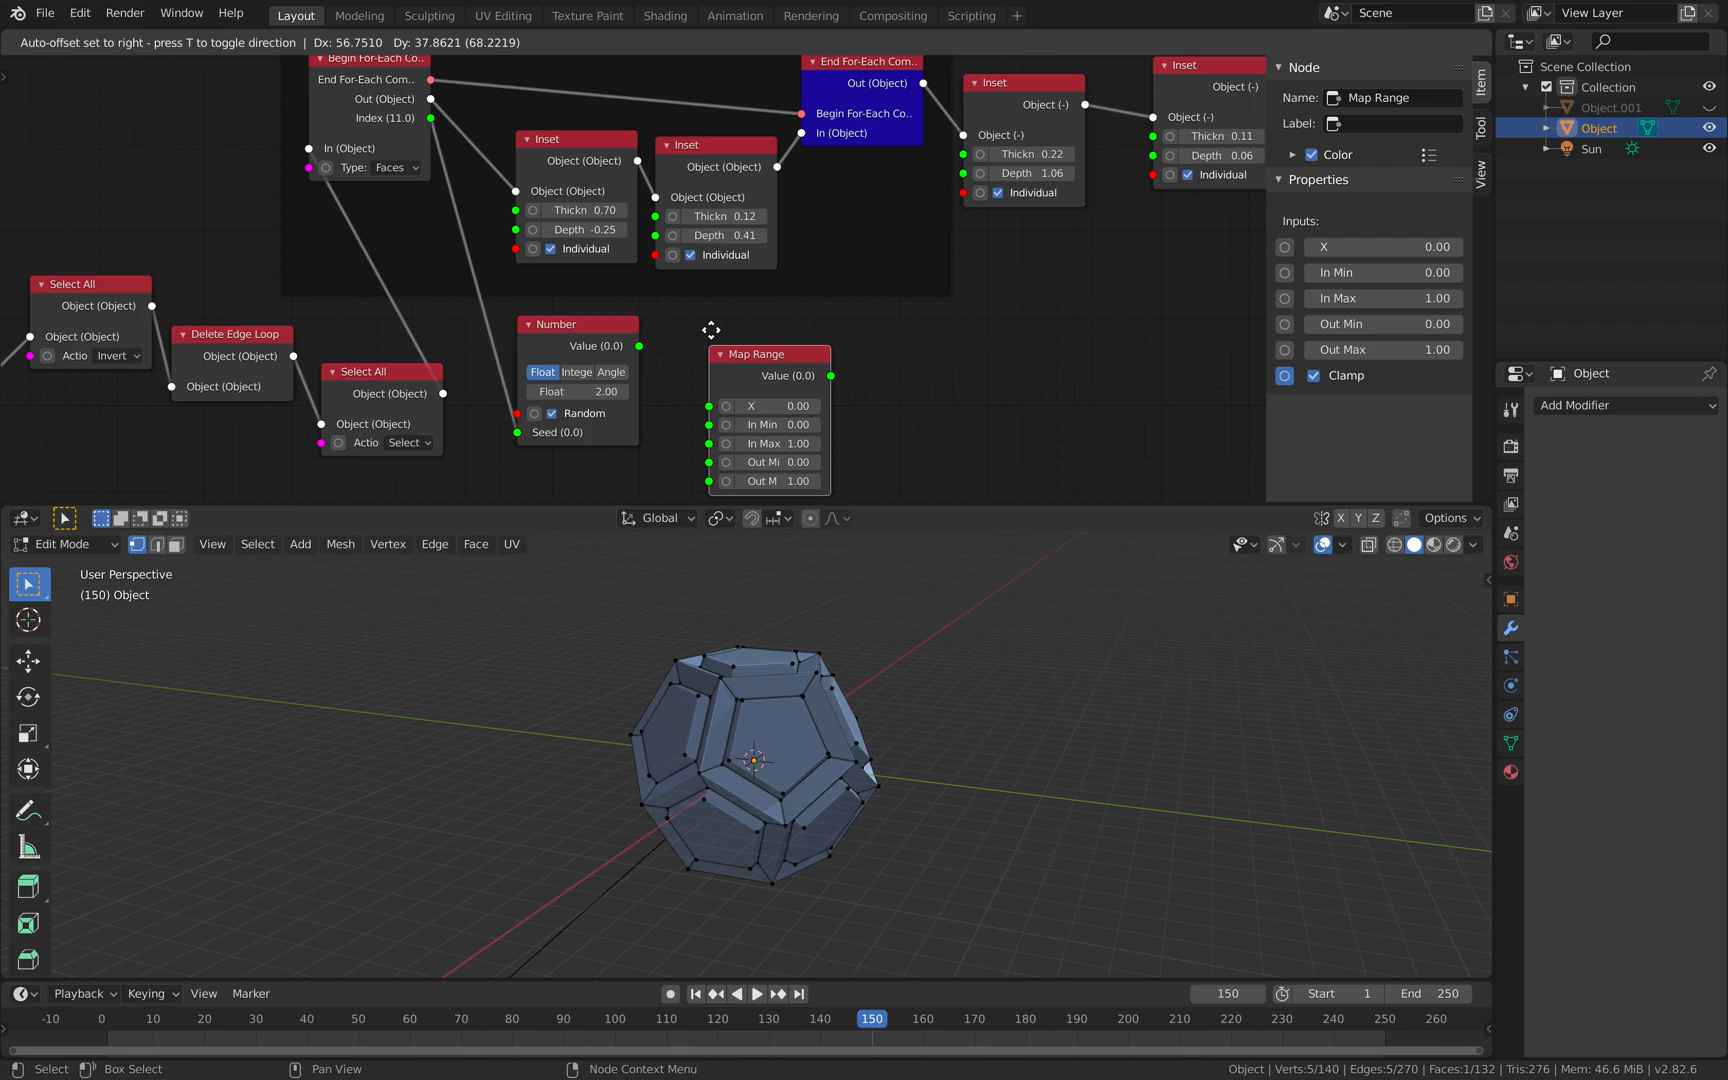 File Edit Render Window Help Layout Modeling Sculpting UV Editing Texture Paint Shading Animation Rendering Compositing Scripting + Scene View Layer
Auto-offset set to right - press T to toggle direction | Dx: 56.7510 Dy: 37.8621 (68.2219)
Begin For-Each Co..
End For-Each Com..
Out (Object)
Index (11.0)
In (Object)
Type: Faces
Inset
Object (Object)
Object (Object)
Thickn 0.70
Depth -0.25
Individual
Inset
Object (Object)
Object (Object)
Thickn 0.12
Depth 0.41
Individual
End For-Each Com..
Out (Object)
Begin For-Each Co..
In (Object)
Inset
Object (-)
Object (-)
Thickn 0.22
Depth 1.06
Individual
Inset
Object (-)
Object (-)
Thickn 0.11
Depth 0.06
Individual
Select All
Object (Object)
Object (Object)
Actio Invert
Delete Edge Loop
Object (Object)
Object (Object)
Select All
Object (Object)
Object (Object)
Actio Select
Number
Value (0.0)
Float Intege Angle
Float 2.00
Random
Seed (0.0)
Map Range
Value (0.0)
X 0.00
In Min 0.00
In Max 1.00
Out Mi 0.00
Out M 1.00
Node
Name: Map Range
Label:
Color
Properties
Inputs:
X 0.00
In Min 0.00
In Max 1.00
Out Min 0.00
Out Max 1.00
Clamp
Item
Tool
View
Scene Collection
Collection
Object.001
Object
Sun
Object
Add Modifier
Global X Y Z Options
Edit Mode View Select Add Mesh Vertex Edge Face UV
User Perspective
(150) Object
Playback Keying View Marker 150 Start 1 End 250
-10 0 10 20 30 40 50 60 70 80 90 100 110 120 130 140 150 160 170 180 190 200 210 220 230 240 250 260
Select Box Select Pan View Node Context Menu Object | Verts:5/140 | Edges:5/270 | Faces:1/132 | Tris:276 | Mem: 46.6 MiB | v2.82.6